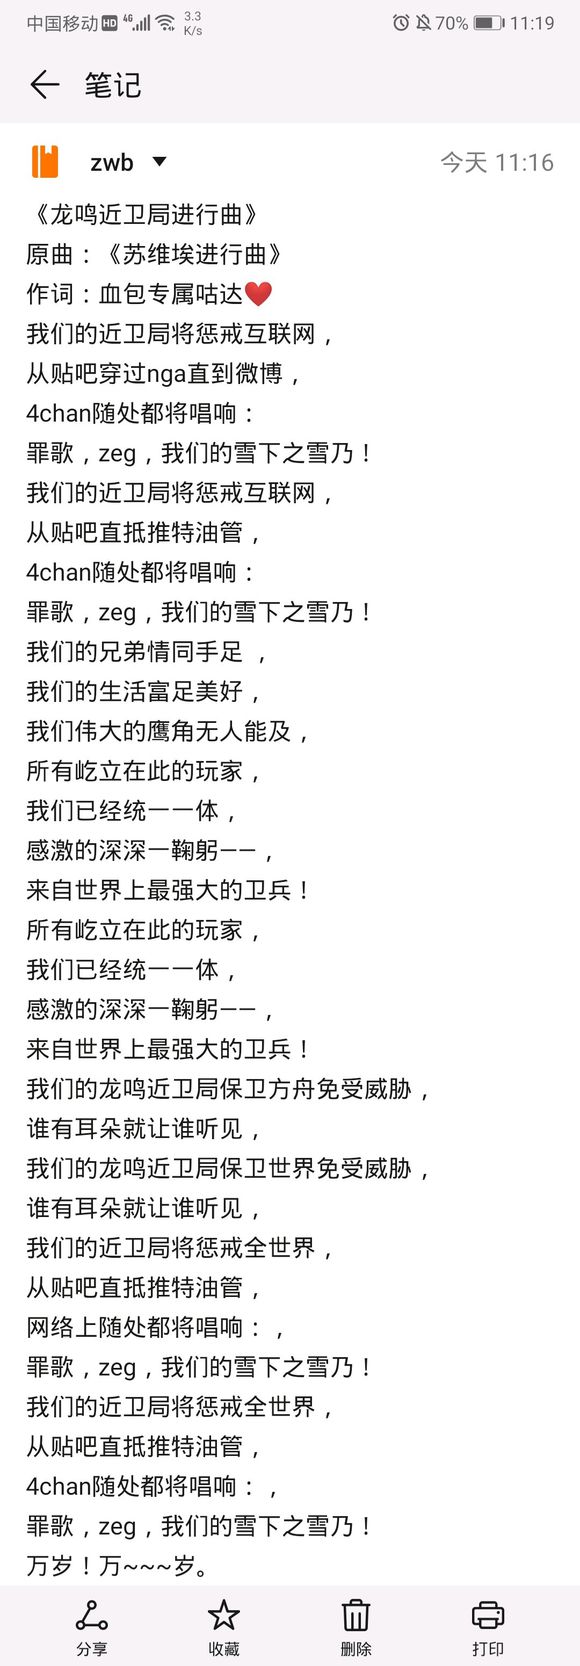 中国移动 HD 4G 3.3 K/s 70% 11:19
笔记
zwb 今天 11:16
《龙鸣近卫局进行曲》
原曲：《苏维埃进行曲》
作词：血包专属咕达❤️
我们的近卫局将惩戒互联网，
从贴吧穿过nga直到微博，
4chan随处都将唱响：
罪歌，zeg，我们的雪下之雪乃！
我们的近卫局将惩戒互联网，
从贴吧直抵推特油管，
4chan随处都将唱响：
罪歌，zeg，我们的雪下之雪乃！
我们的兄弟情同手足 ，
我们的生活富足美好，
我们伟大的鹰角无人能及，
所有屹立在此的玩家，
我们已经统一一体，
感激的深深一鞠躬——，
来自世界上最强大的卫兵！
所有屹立在此的玩家，
我们已经统一一体，
感激的深深一鞠躬——，
来自世界上最强大的卫兵！
我们的龙鸣近卫局保卫方舟免受威胁，
谁有耳朵就让谁听见，
我们的龙鸣近卫局保卫世界免受威胁，
谁有耳朵就让谁听见，
我们的近卫局将惩戒全世界，
从贴吧直抵推特油管，
网络上随处都将唱响：，
罪歌，zeg，我们的雪下之雪乃！
我们的近卫局将惩戒全世界，
从贴吧直抵推特油管，
4chan随处都将唱响：，
罪歌，zeg，我们的雪下之雪乃！
万岁！万~~~岁。
分享 收藏 删除 打印